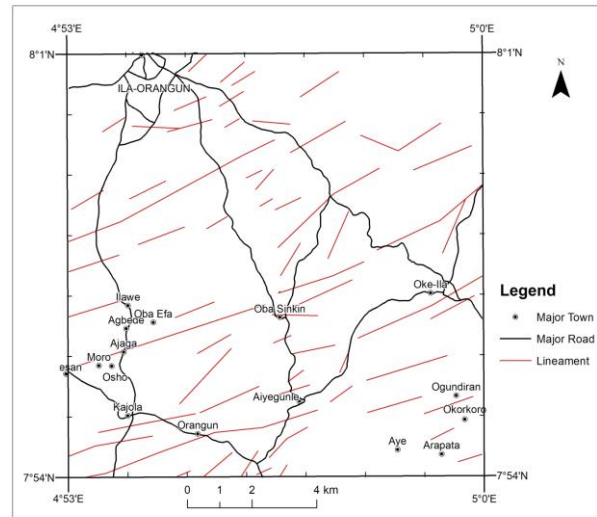 4°53'E
5°0'E
8°1'N
8°1'N
N
ILA-ORANGUN
Oke-Ila
Legend
Major Town
Major Road
Lineament
Ilawe
Oba Efa
Oba Sinkin
Agbede
Ajaga
Moro
Osho
esan
Aiyegunle
Ogundiran
Kajola
Okorkoro
Orangun
Aye
Arapata
7°54'N
7°54'N
4°53'E
5°0'E
0 1 2 4 km